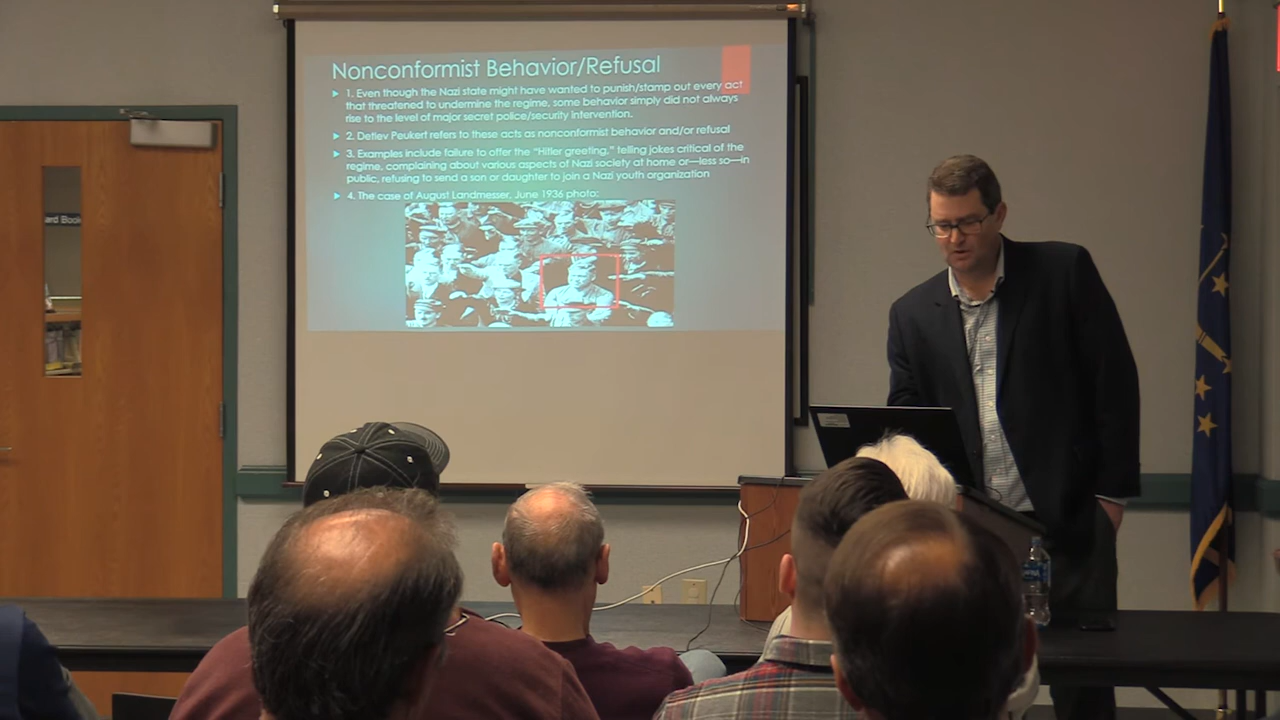 Nonconformist Behavior/Refusal
1. Even though the Nazi state might have wanted to punish/stamp out every act
that threatened to undermine the regime, some behavior simply did not always
rise to the level of major secret police/security intervention.
2. Detlev Peukert refers to these acts as nonconformist behavior and/or refusal
3. Examples include failure to offer the “Hitler greeting,” telling jokes critical of the
regime, complaining about various aspects of Nazi society at home or—less so—in
public, refusing to send a son or daughter to join a Nazi youth organization
4. The case of August Landmesser, June 1936 photo:
ard Book